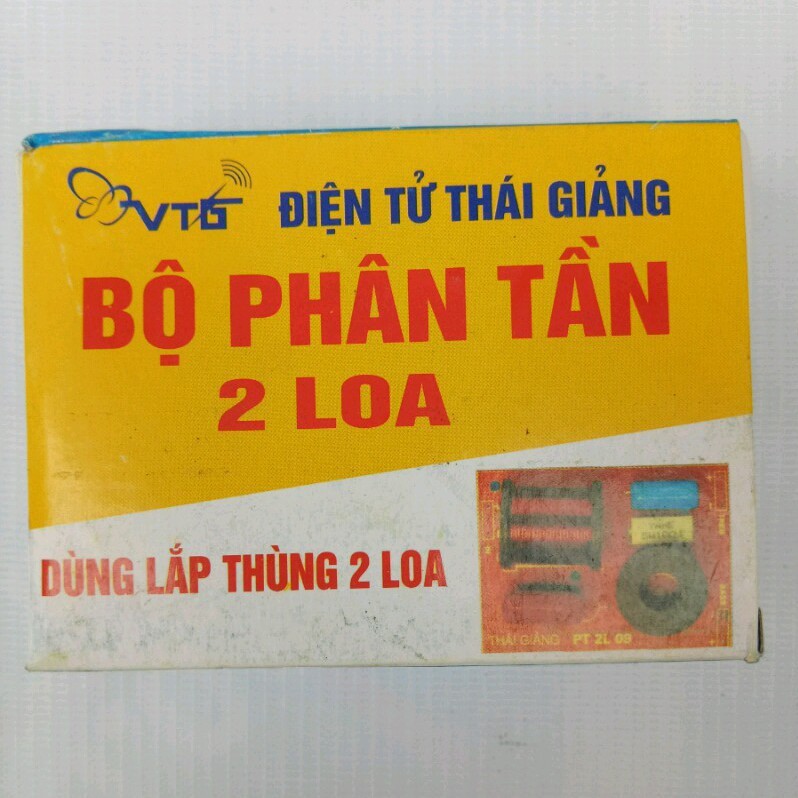 VTG ĐIỆN TỬ THÁI GIẢNG
BỘ PHÂN TẦN
2 LOA
DÙNG LẮP THÙNG 2 LOA
THÁI GIẢNG PT 2L 09